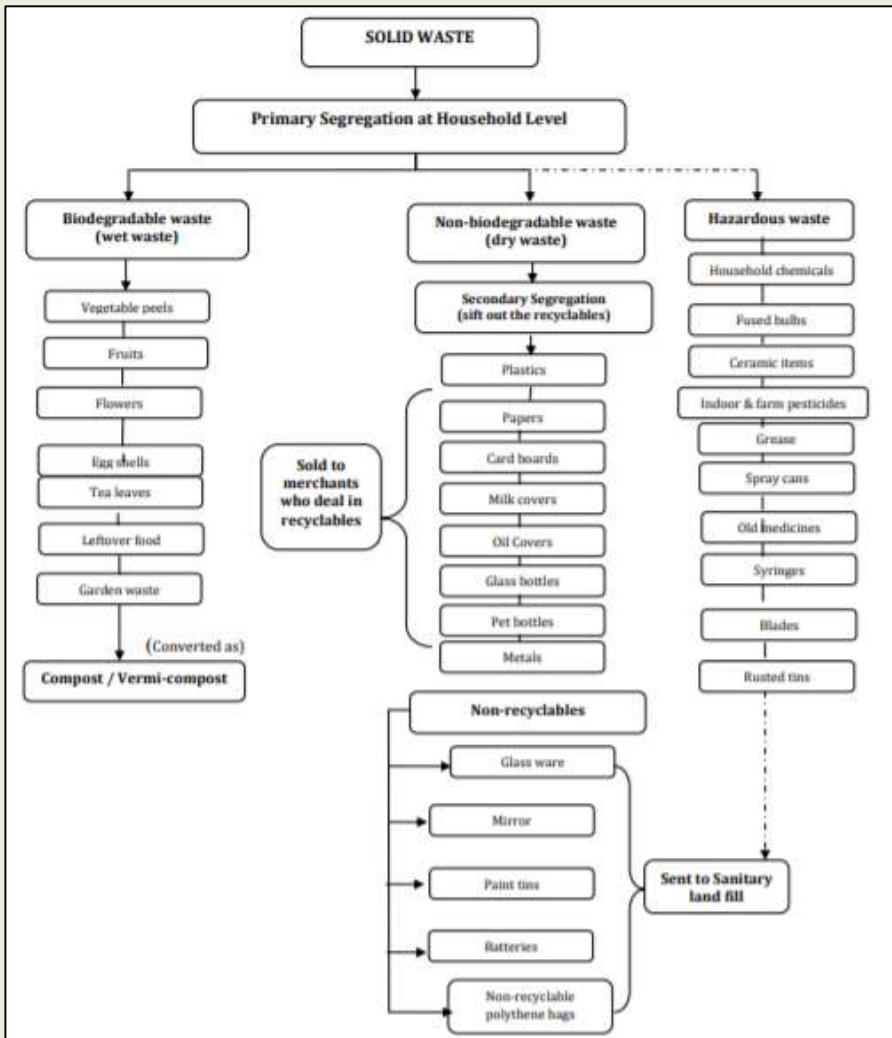 SOLID WASTE
Primary Segregation at Household Level
Biodegradable waste
(wet waste)
Vegetable peels
Fruits
Flowers
Egg shells
Tea leaves
Leftover food
Garden waste
(Converted as)
Compost / Vermi-compost
Non-biodegradable waste
(dry waste)
Secondary Segregation
(sift out the recyclables)
Plastics
Papers
Card boards
Milk covers
Oil Covers
Glass bottles
Pet bottles
Metals
Sold to
merchants
who deal in
recyclables
Hazardous waste
Household chemicals
Fused bulbs
Ceramic items
Indoor & farm pesticides
Grease
Spray cans
Old medicines
Syringes
Blades
Rusted tins
Non-recyclables
Glass ware
Mirror
Paint tins
Batteries
Non-recyclable
polythene bags
Sent to Sanitary
land fill